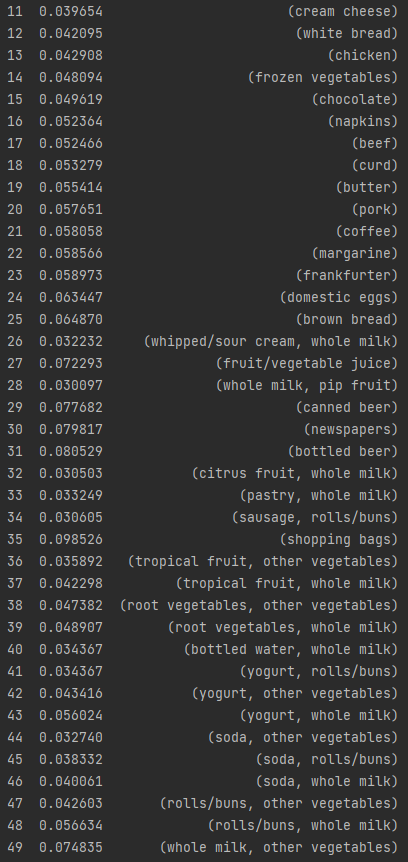 11 0.039654 (cream cheese)
12 0.042095 (white bread)
13 0.042908 (chicken)
14 0.048094 (frozen vegetables)
15 0.049619 (chocolate)
16 0.052364 (napkins)
17 0.052466 (beef)
18 0.053279 (curd)
19 0.055414 (butter)
20 0.057651 (pork)
21 0.058058 (coffee)
22 0.058566 (margarine)
23 0.058973 (frankfurter)
24 0.063447 (domestic eggs)
25 0.064870 (brown bread)
26 0.032232 (whipped/sour cream, whole milk)
27 0.072293 (fruit/vegetable juice)
28 0.030097 (whole milk, pip fruit)
29 0.077682 (canned beer)
30 0.079817 (newspapers)
31 0.080529 (bottled beer)
32 0.030503 (citrus fruit, whole milk)
33 0.033249 (pastry, whole milk)
34 0.030605 (sausage, rolls/buns)
35 0.098526 (shopping bags)
36 0.035892 (tropical fruit, other vegetables)
37 0.042298 (tropical fruit, whole milk)
38 0.047382 (root vegetables, other vegetables)
39 0.048907 (root vegetables, whole milk)
40 0.034367 (bottled water, whole milk)
41 0.034367 (yogurt, rolls/buns)
42 0.043416 (yogurt, other vegetables)
43 0.056024 (yogurt, whole milk)
44 0.032740 (soda, other vegetables)
45 0.038332 (soda, rolls/buns)
46 0.040061 (soda, whole milk)
47 0.042603 (rolls/buns, other vegetables)
48 0.056634 (rolls/buns, whole milk)
49 0.074835 (whole milk, other vegetables)